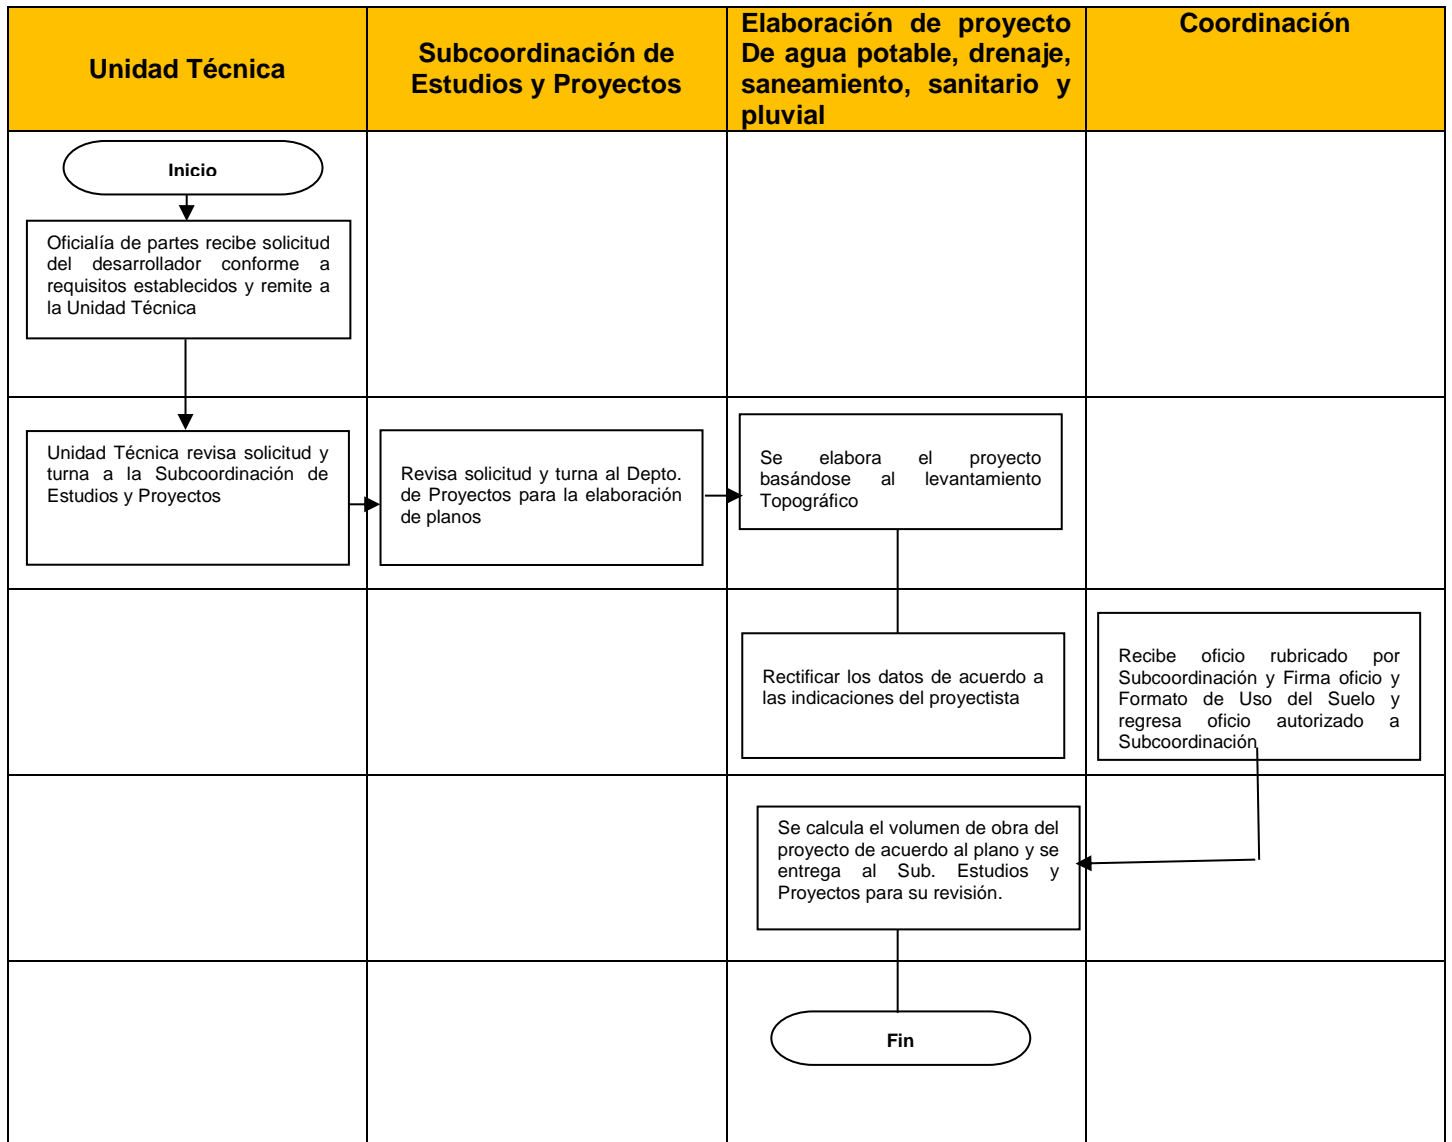 Unidad Técnica
Subcoordinación de
Estudios y Proyectos
Elaboración de proyecto
De agua potable, drenaje,
saneamiento, sanitario y
pluvial
Coordinación
Inicio
Oficialía de partes recibe solicitud
del desarrollador conforme a
requisitos establecidos y remite a
la Unidad Técnica
Unidad Técnica revisa solicitud y
turna a la Subcoordinación de
Estudios y Proyectos
Revisa solicitud y turna al Depto.
de Proyectos para la elaboración
de planos
Se elabora el proyecto
basándose al levantamiento
Topográfico
Rectificar los datos de acuerdo a
las indicaciones del proyectista
Recibe oficio rubricado por
Subcoordinación y Firma oficio y
Formato de Uso del Suelo y
regresa oficio autorizado a
Subcoordinación
Se calcula el volumen de obra del
proyecto de acuerdo al plano y se
entrega al Sub. Estudios y
Proyectos para su revisión.
Fin